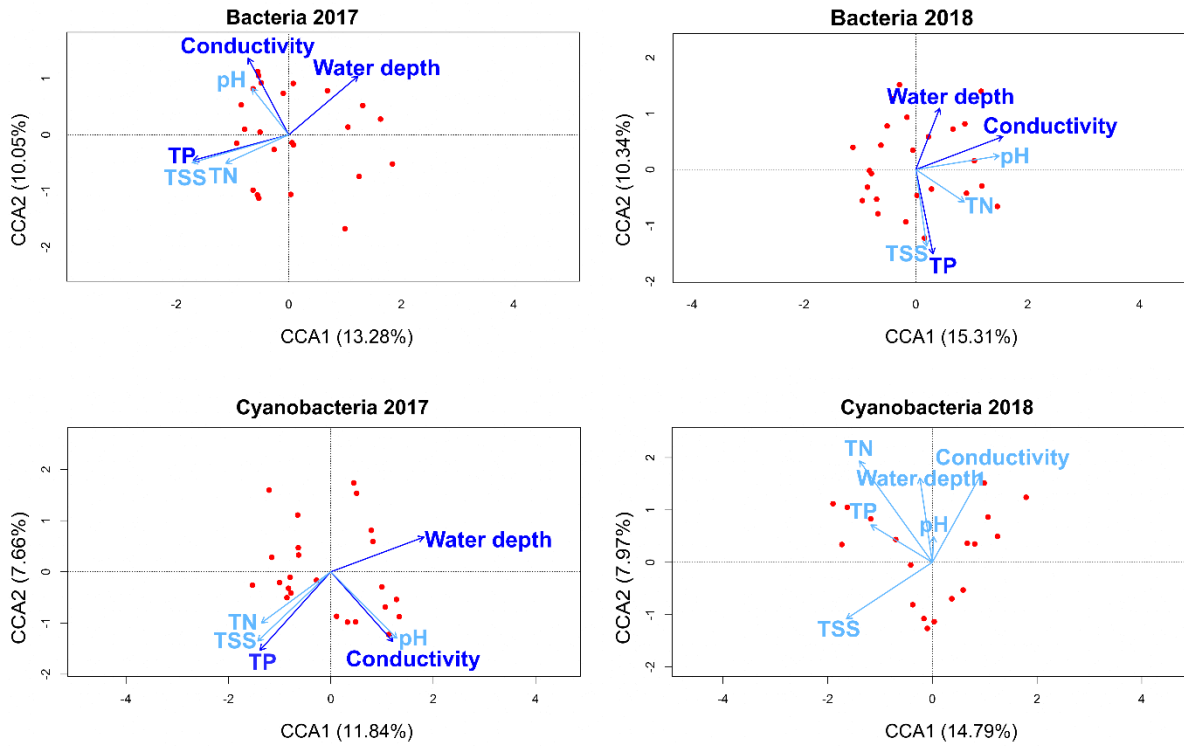 Bacteria 2017
Conductivity
Water depth
pH
TP
TSS
TN
CCA2 (10.05%)
1
0
-1
-2
-2
0
2
4
CCA1 (13.28%)
Bacteria 2018
Water depth
Conductivity
pH
TN
TSS
TP
CCA2 (10.34%)
2
1
0
-1
-2
-4
-2
0
2
4
CCA1 (15.31%)
Cyanobacteria 2017
Water depth
TN
TSS
TP
pH
Conductivity
CCA2 (7.66%)
2
1
0
-1
-2
-4
-2
0
2
4
CCA1 (11.84%)
Cyanobacteria 2018
TN
Conductivity
Water depth
TP
pH
TSS
CCA2 (7.97%)
2
1
0
-1
-2
-4
-2
0
2
4
CCA1 (14.79%)